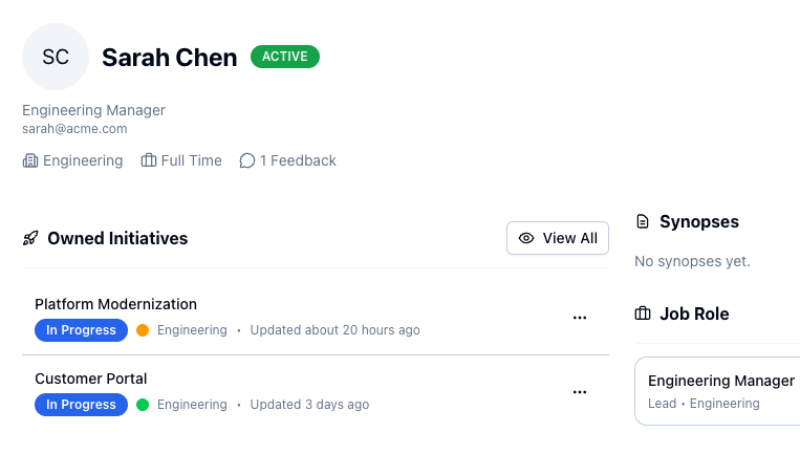 SC
Sarah Chen
ACTIVE
Engineering Manager
sarah@acme.com
Engineering Full Time 1 Feedback
Owned Initiatives
View All
Platform Modernization
In Progress Engineering • Updated about 20 hours ago
Customer Portal
In Progress Engineering • Updated 3 days ago
Synopses
No synopses yet.
Job Role
Engineering Manager
Lead • Engineering